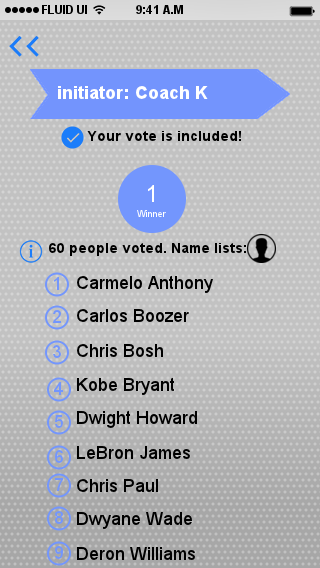 FLUID UI 9:41 A.M
initiator: Coach K
Your vote is included!
1
Winner
60 people voted. Name lists:
1 Carmelo Anthony
2 Carlos Boozer
3 Chris Bosh
4 Kobe Bryant
5 Dwight Howard
6 LeBron James
7 Chris Paul
8 Dwyane Wade
9 Deron Williams